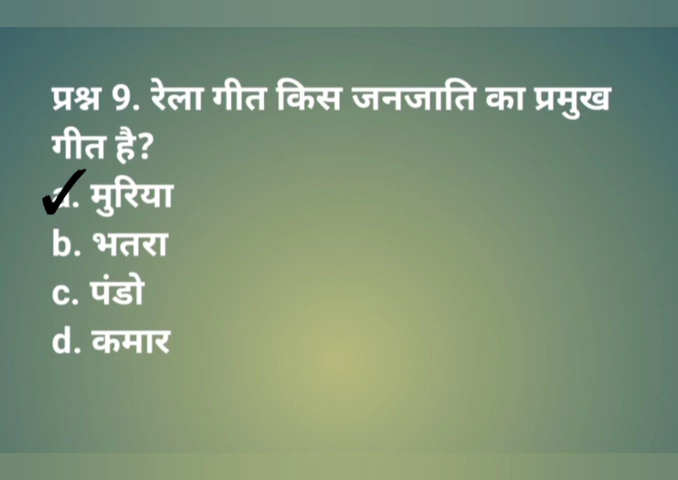 प्रश्न 9. रेला गीत किस जनजाति का प्रमुख
गीत है?
a. मुरिया
b. भतरा
c. पंडो
d. कमार